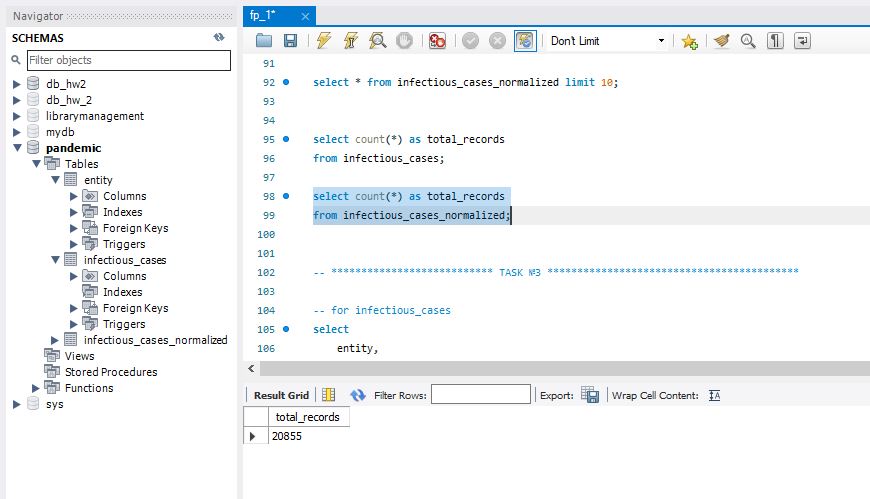 Navigator
SCHEMAS
Filter objects
db_hw2
db_hw_2
librarymanagement
mydb
pandemic
Tables
entity
Columns
Indexes
Foreign Keys
Triggers
infectious_cases
Columns
Indexes
Foreign Keys
Triggers
infectious_cases_normalized
Views
Stored Procedures
Functions
sys
fp_1*
Don't Limit
91
92 select * from infectious_cases_normalized limit 10;
93
94
95 select count(*) as total_records
96 from infectious_cases;
97
98 select count(*) as total_records
99 from infectious_cases_normalized;
100
101
102 -- *************************** TASK №3 ******************************************
103
104 -- for infectious_cases
105 select
106 entity,
Result Grid Filter Rows: Export: Wrap Cell Content:
total_records
20855